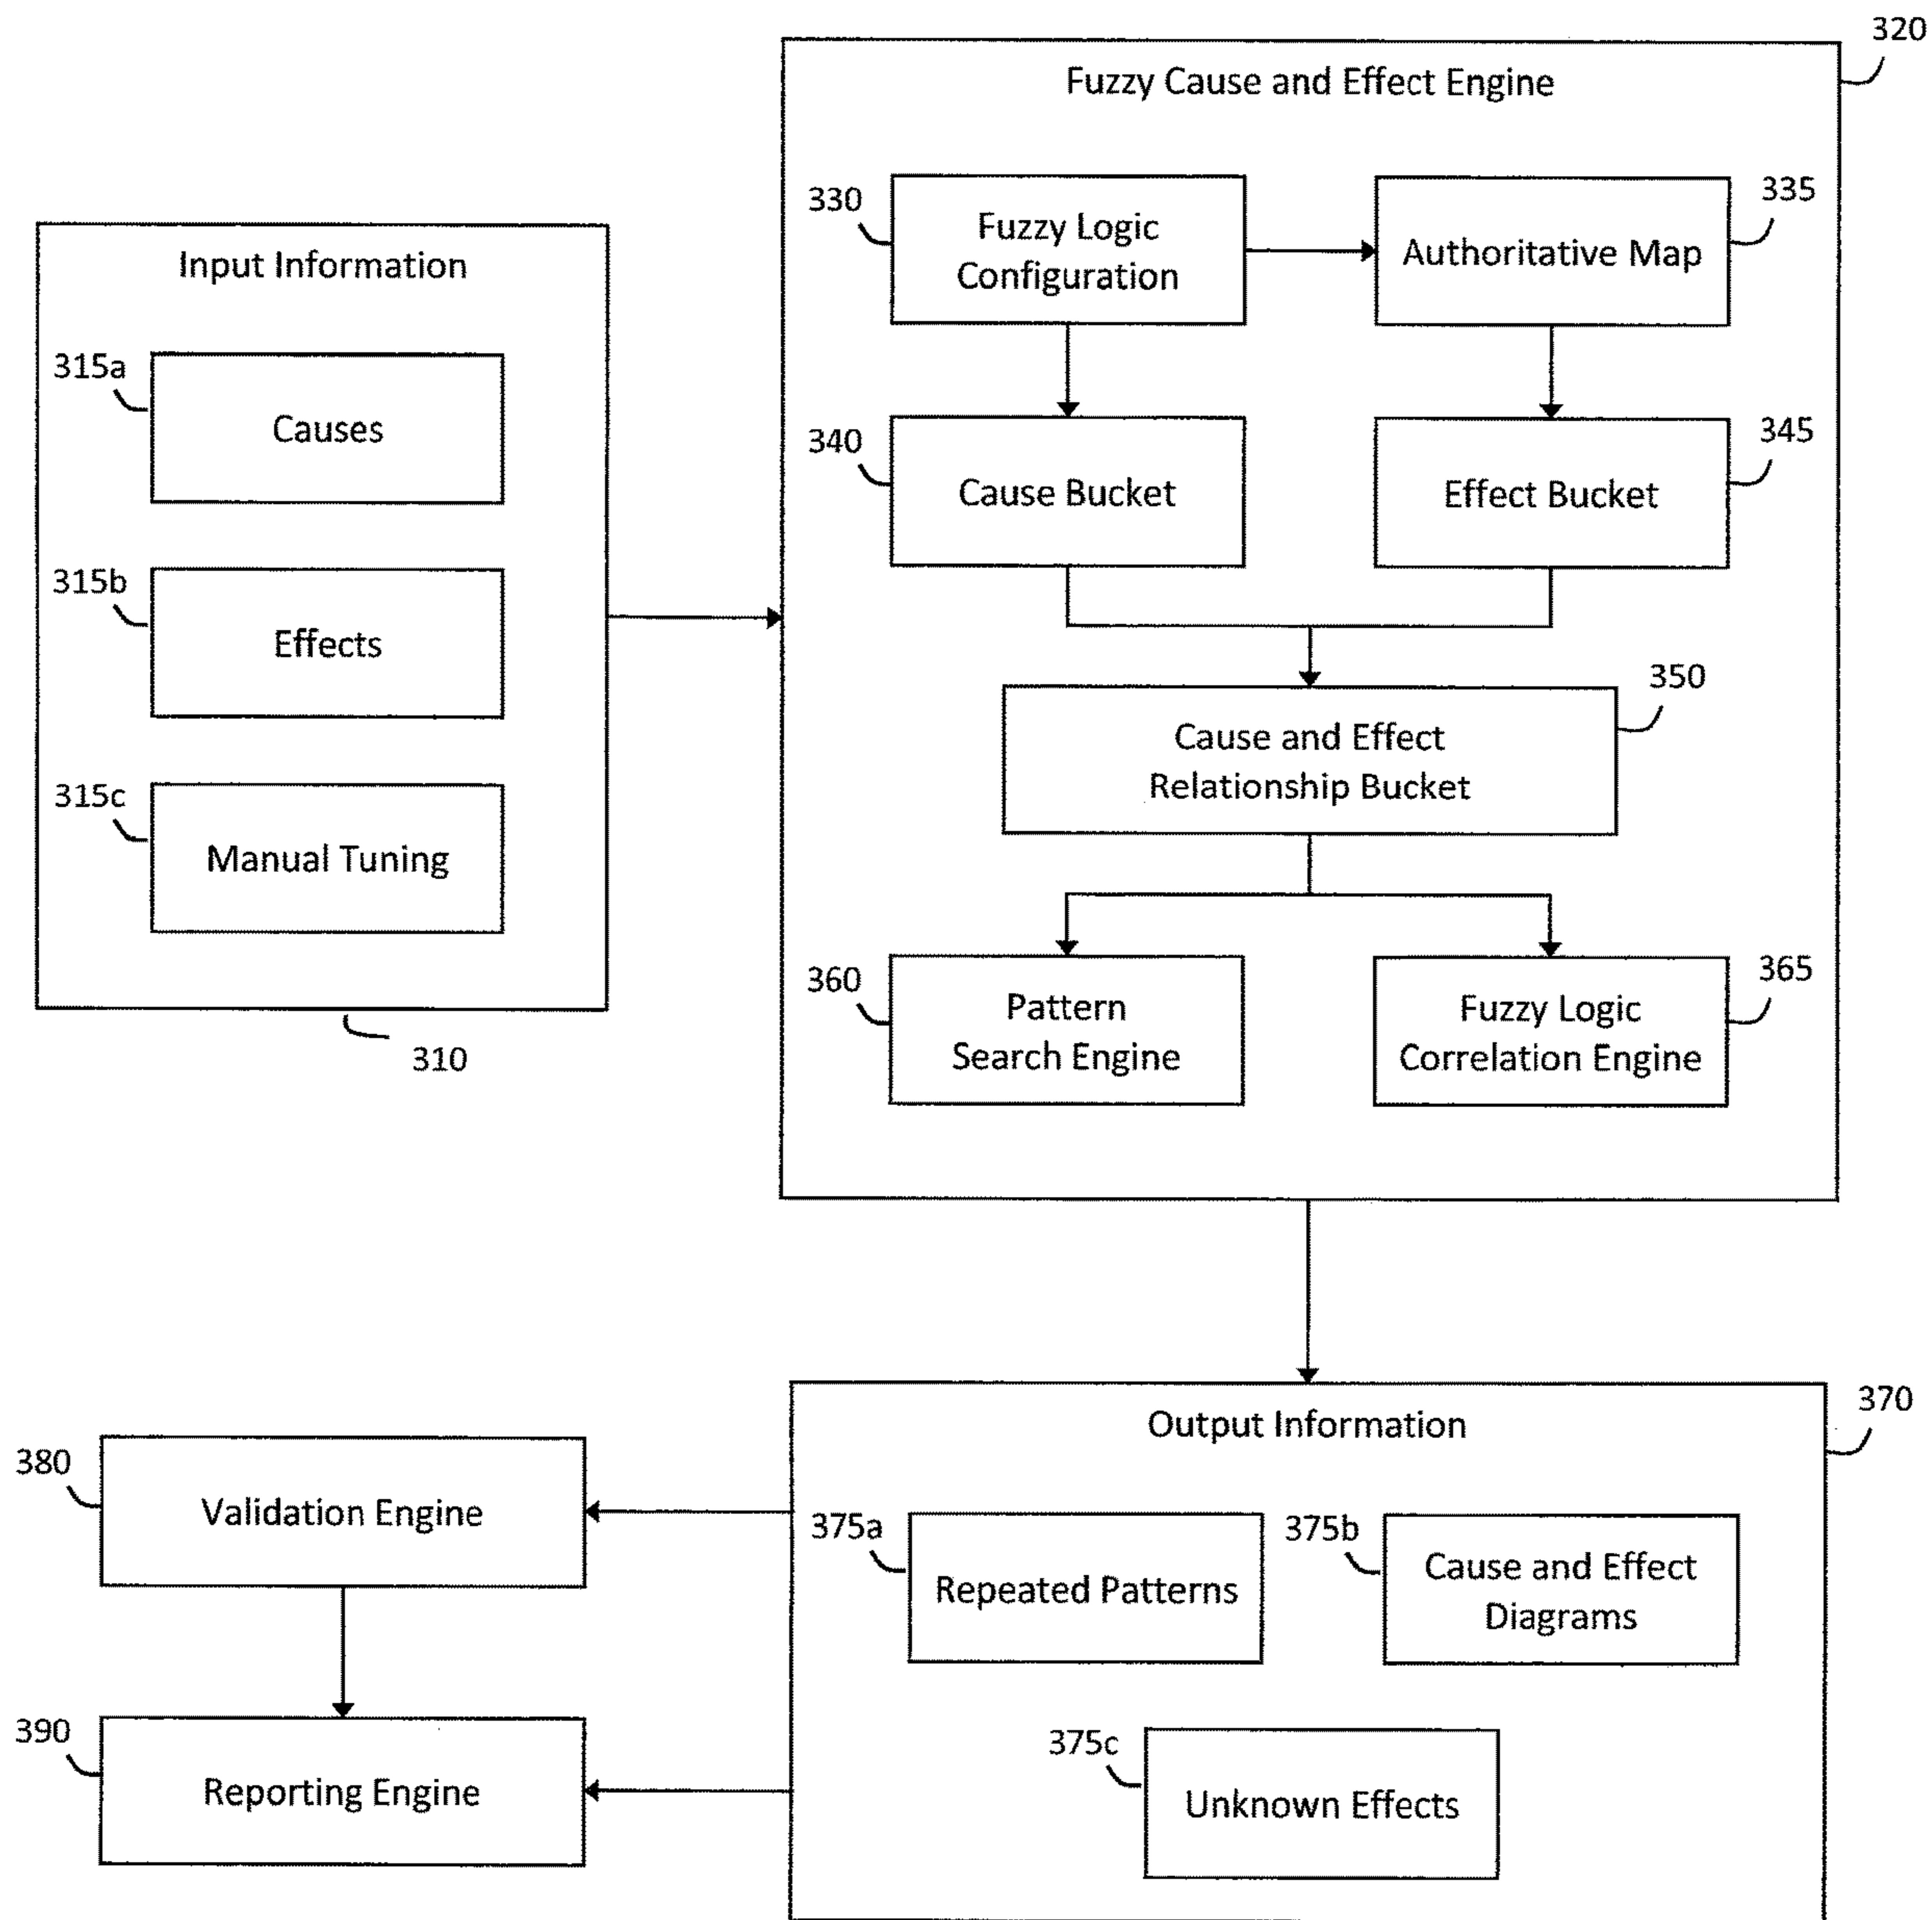 320
Fuzzy Cause and Effect Engine
330
Fuzzy Logic
Configuration
335
Authoritative Map
Input Information
315a
Causes
340
Cause Bucket
345
Effect Bucket
315b
Effects
350
Cause and Effect
Relationship Bucket
315c
Manual Tuning
360
Pattern
Search Engine
365
Fuzzy Logic
Correlation Engine
310
370
Output Information
380
Validation Engine
375a
Repeated Patterns
375b
Cause and Effect
Diagrams
390
Reporting Engine
375c
Unknown Effects